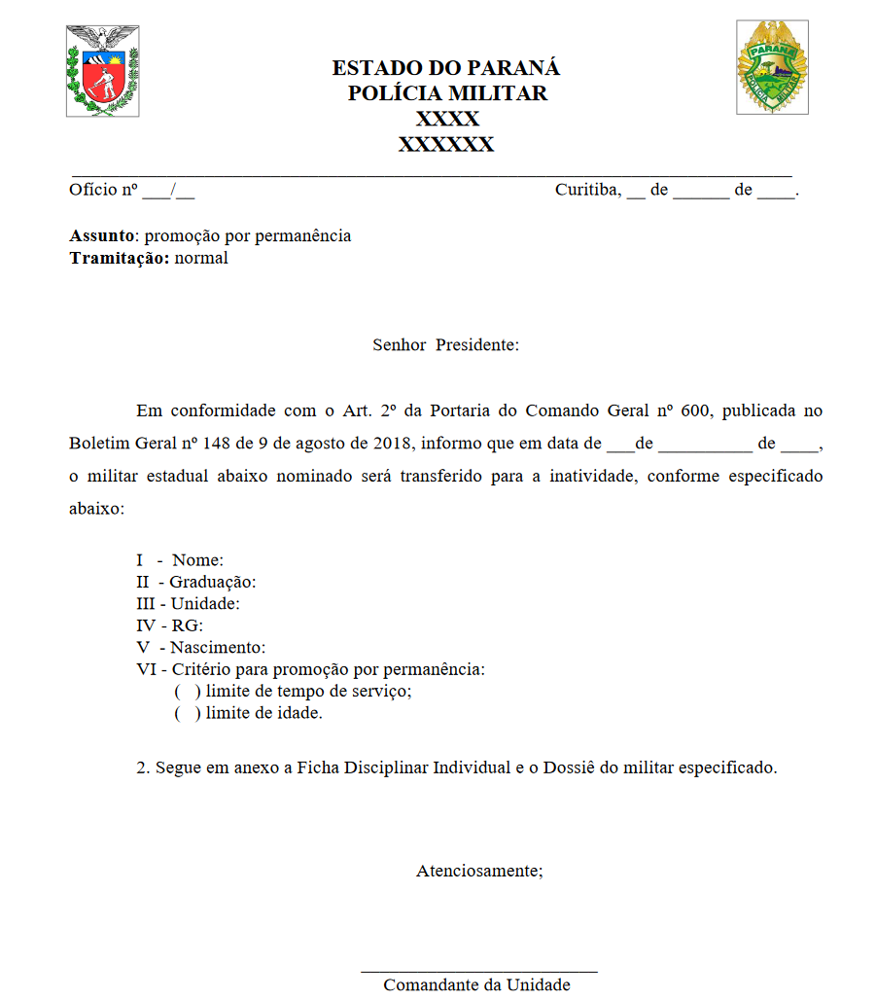 ESTADO DO PARANÁ
PARANÁ
POLÍCIA MILITAR
POLÍCIA MILITAR
XXXX
XXXXXX
Ofício nº ___/__ Curitiba, __ de ______ de ____.
Assunto: promoção por permanência
Tramitação: normal
Senhor Presidente:
Em conformidade com o Art. 2º da Portaria do Comando Geral nº 600, publicada no
Boletim Geral nº 148 de 9 de agosto de 2018, informo que em data de ___de __________ de ____,
o militar estadual abaixo nominado será transferido para a inatividade, conforme especificado
abaixo:
I - Nome:
II - Graduação:
III - Unidade:
IV - RG:
V - Nascimento:
VI - Critério para promoção por permanência:
( ) limite de tempo de serviço;
( ) limite de idade.
2. Segue em anexo a Ficha Disciplinar Individual e o Dossiê do militar especificado.
Atenciosamente;
_________________________
Comandante da Unidade